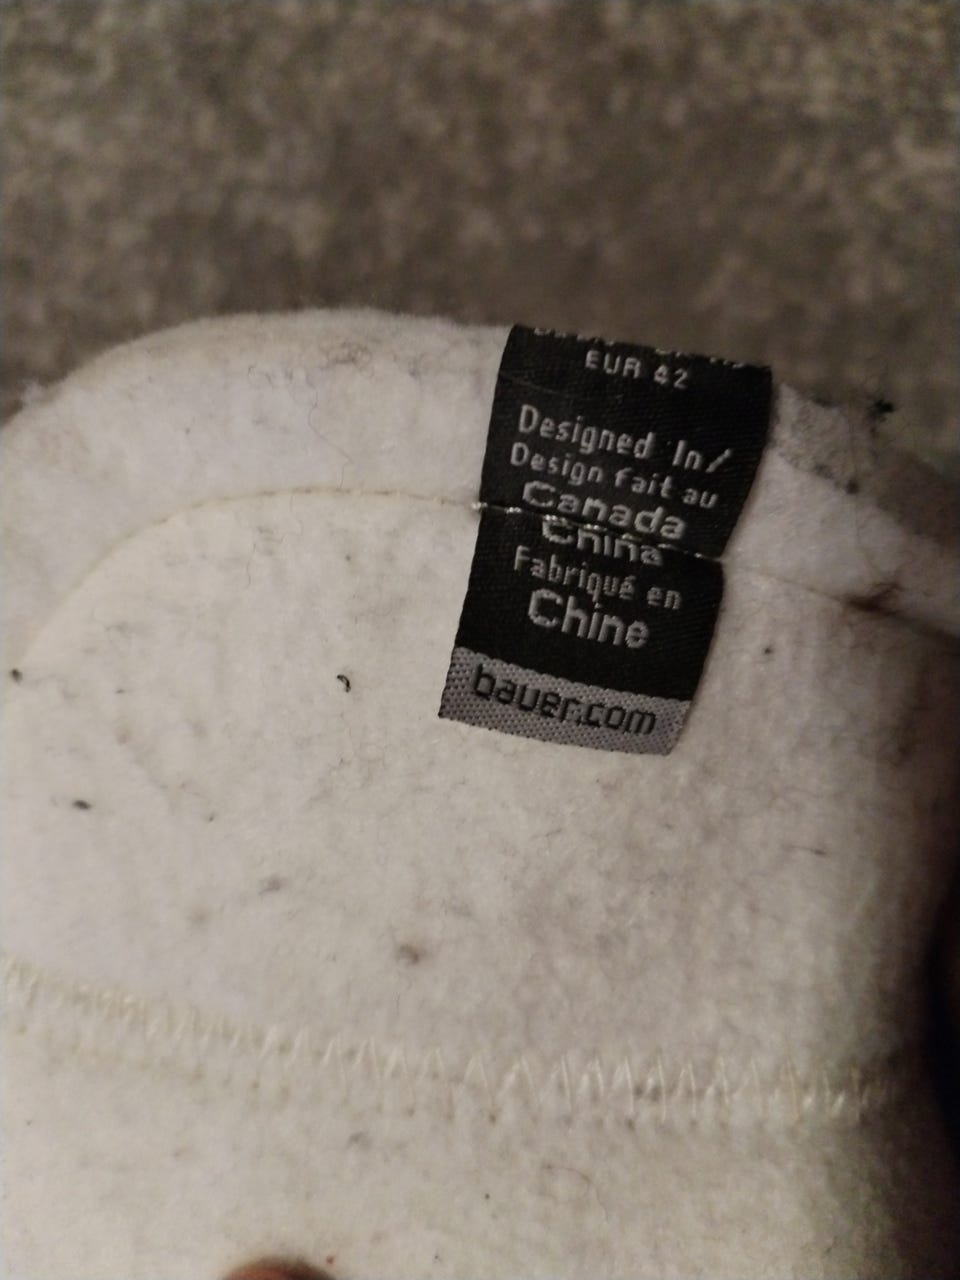 EUR 42
Designed In/
Design fait au
Canada
China
Fabriqué en
Chine
bauer.com